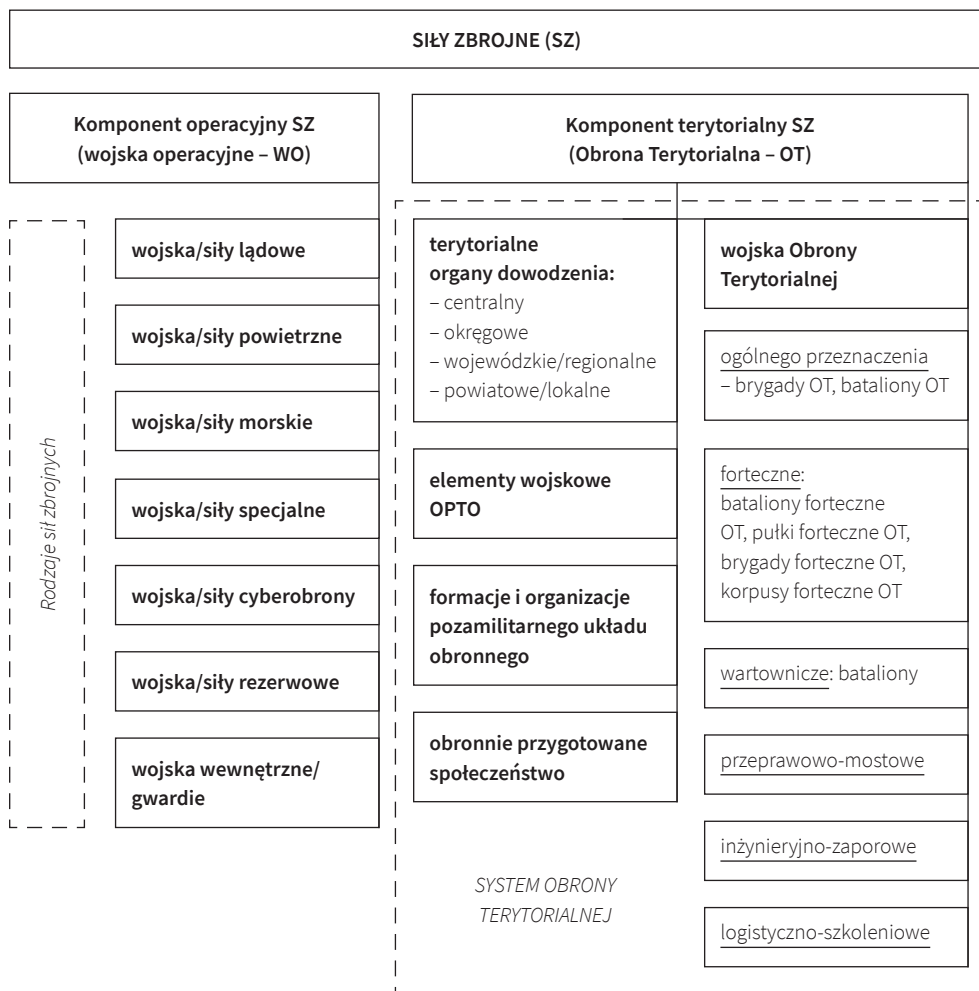 SIŁY ZBROJNE (SZ)
Komponent operacyjny SZ
(wojska operacyjne – WO)
Rodzaje sił zbrojnych
wojska/siły lądowe
wojska/siły powietrzne
wojska/siły morskie
wojska/siły specjalne
wojska/siły cyberobrony
wojska/siły rezerwowe
wojska wewnętrzne/
gwardie
Komponent terytorialny SZ
(Obrona Terytorialna – OT)
terytorialne
organy dowodzenia:
– centralny
– okręgowe
– wojewódzkie/regionalne
– powiatowe/lokalne
elementy wojskowe
OPTO
formacje i organizacje
pozamilitarnego układu
obronnego
obronnie przygotowane
społeczeństwo
SYSTEM OBRONY
TERYTORIALNEJ
wojska Obrony
Terytorialnej
ogólnego przeznaczenia
– brygady OT, bataliony OT
forteczne:
bataliony forteczne
OT, pułki forteczne OT,
brygady forteczne OT,
korpusy forteczne OT
wartownicze: bataliony
przeprawowo-mostowe
inżynieryjno-zaporowe
logistyczno-szkoleniowe